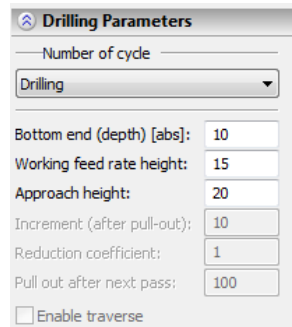 Drilling Parameters
Number of cycle
Drilling
Bottom end (depth) [abs]: 10
Working feed rate height: 15
Approach height: 20
Increment (after pull-out): 10
Reduction coefficient: 1
Pull out after next pass: 100
Enable traverse